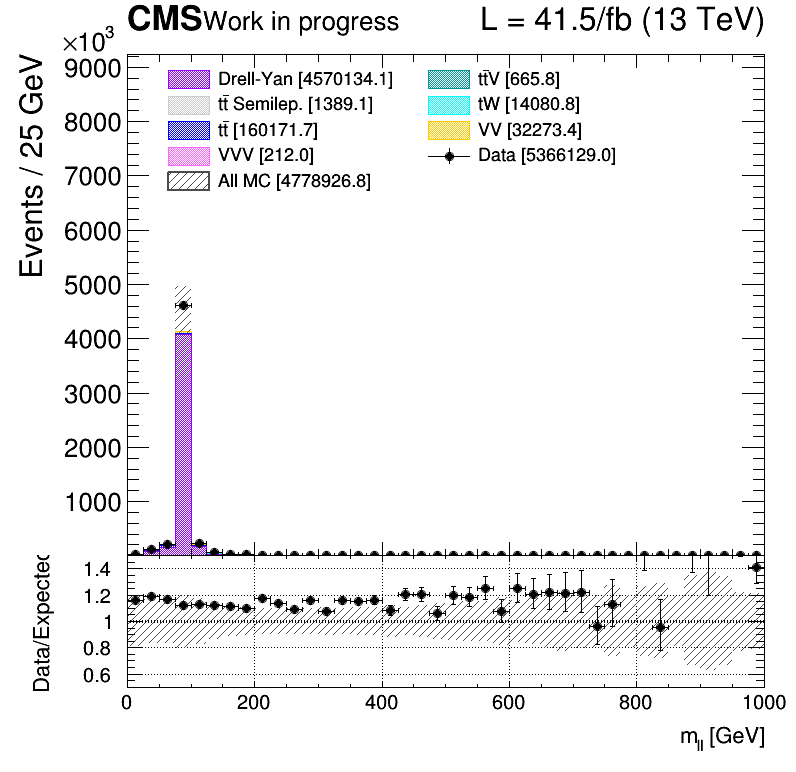 CMS Work in progress L = 41.5/fb (13 TeV)
×10³
Events / 25 GeV
9000
8000
7000
6000
5000
4000
3000
2000
1000
Drell-Yan [4570134.1]
tt̄ Semilep. [1389.1]
tt̄ [160171.7]
VVV [212.0]
All MC [4778926.8]
tt̄V [665.8]
tW [14080.8]
VV [32273.4]
Data [5366129.0]
Data/Expected
1.4
1.2
1
0.8
0.6
0 200 400 600 800 1000
m_ll [GeV]